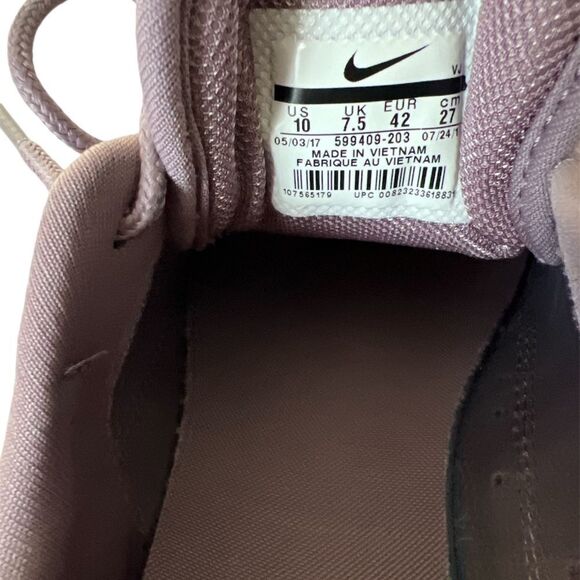 US UK EUR cm
10 7.5 42 27
05/03/17 599409-203 07/24/1
MADE IN VIETNAM
FABRIQUE AU VIETNAM
107565179 UPC 00823233618831